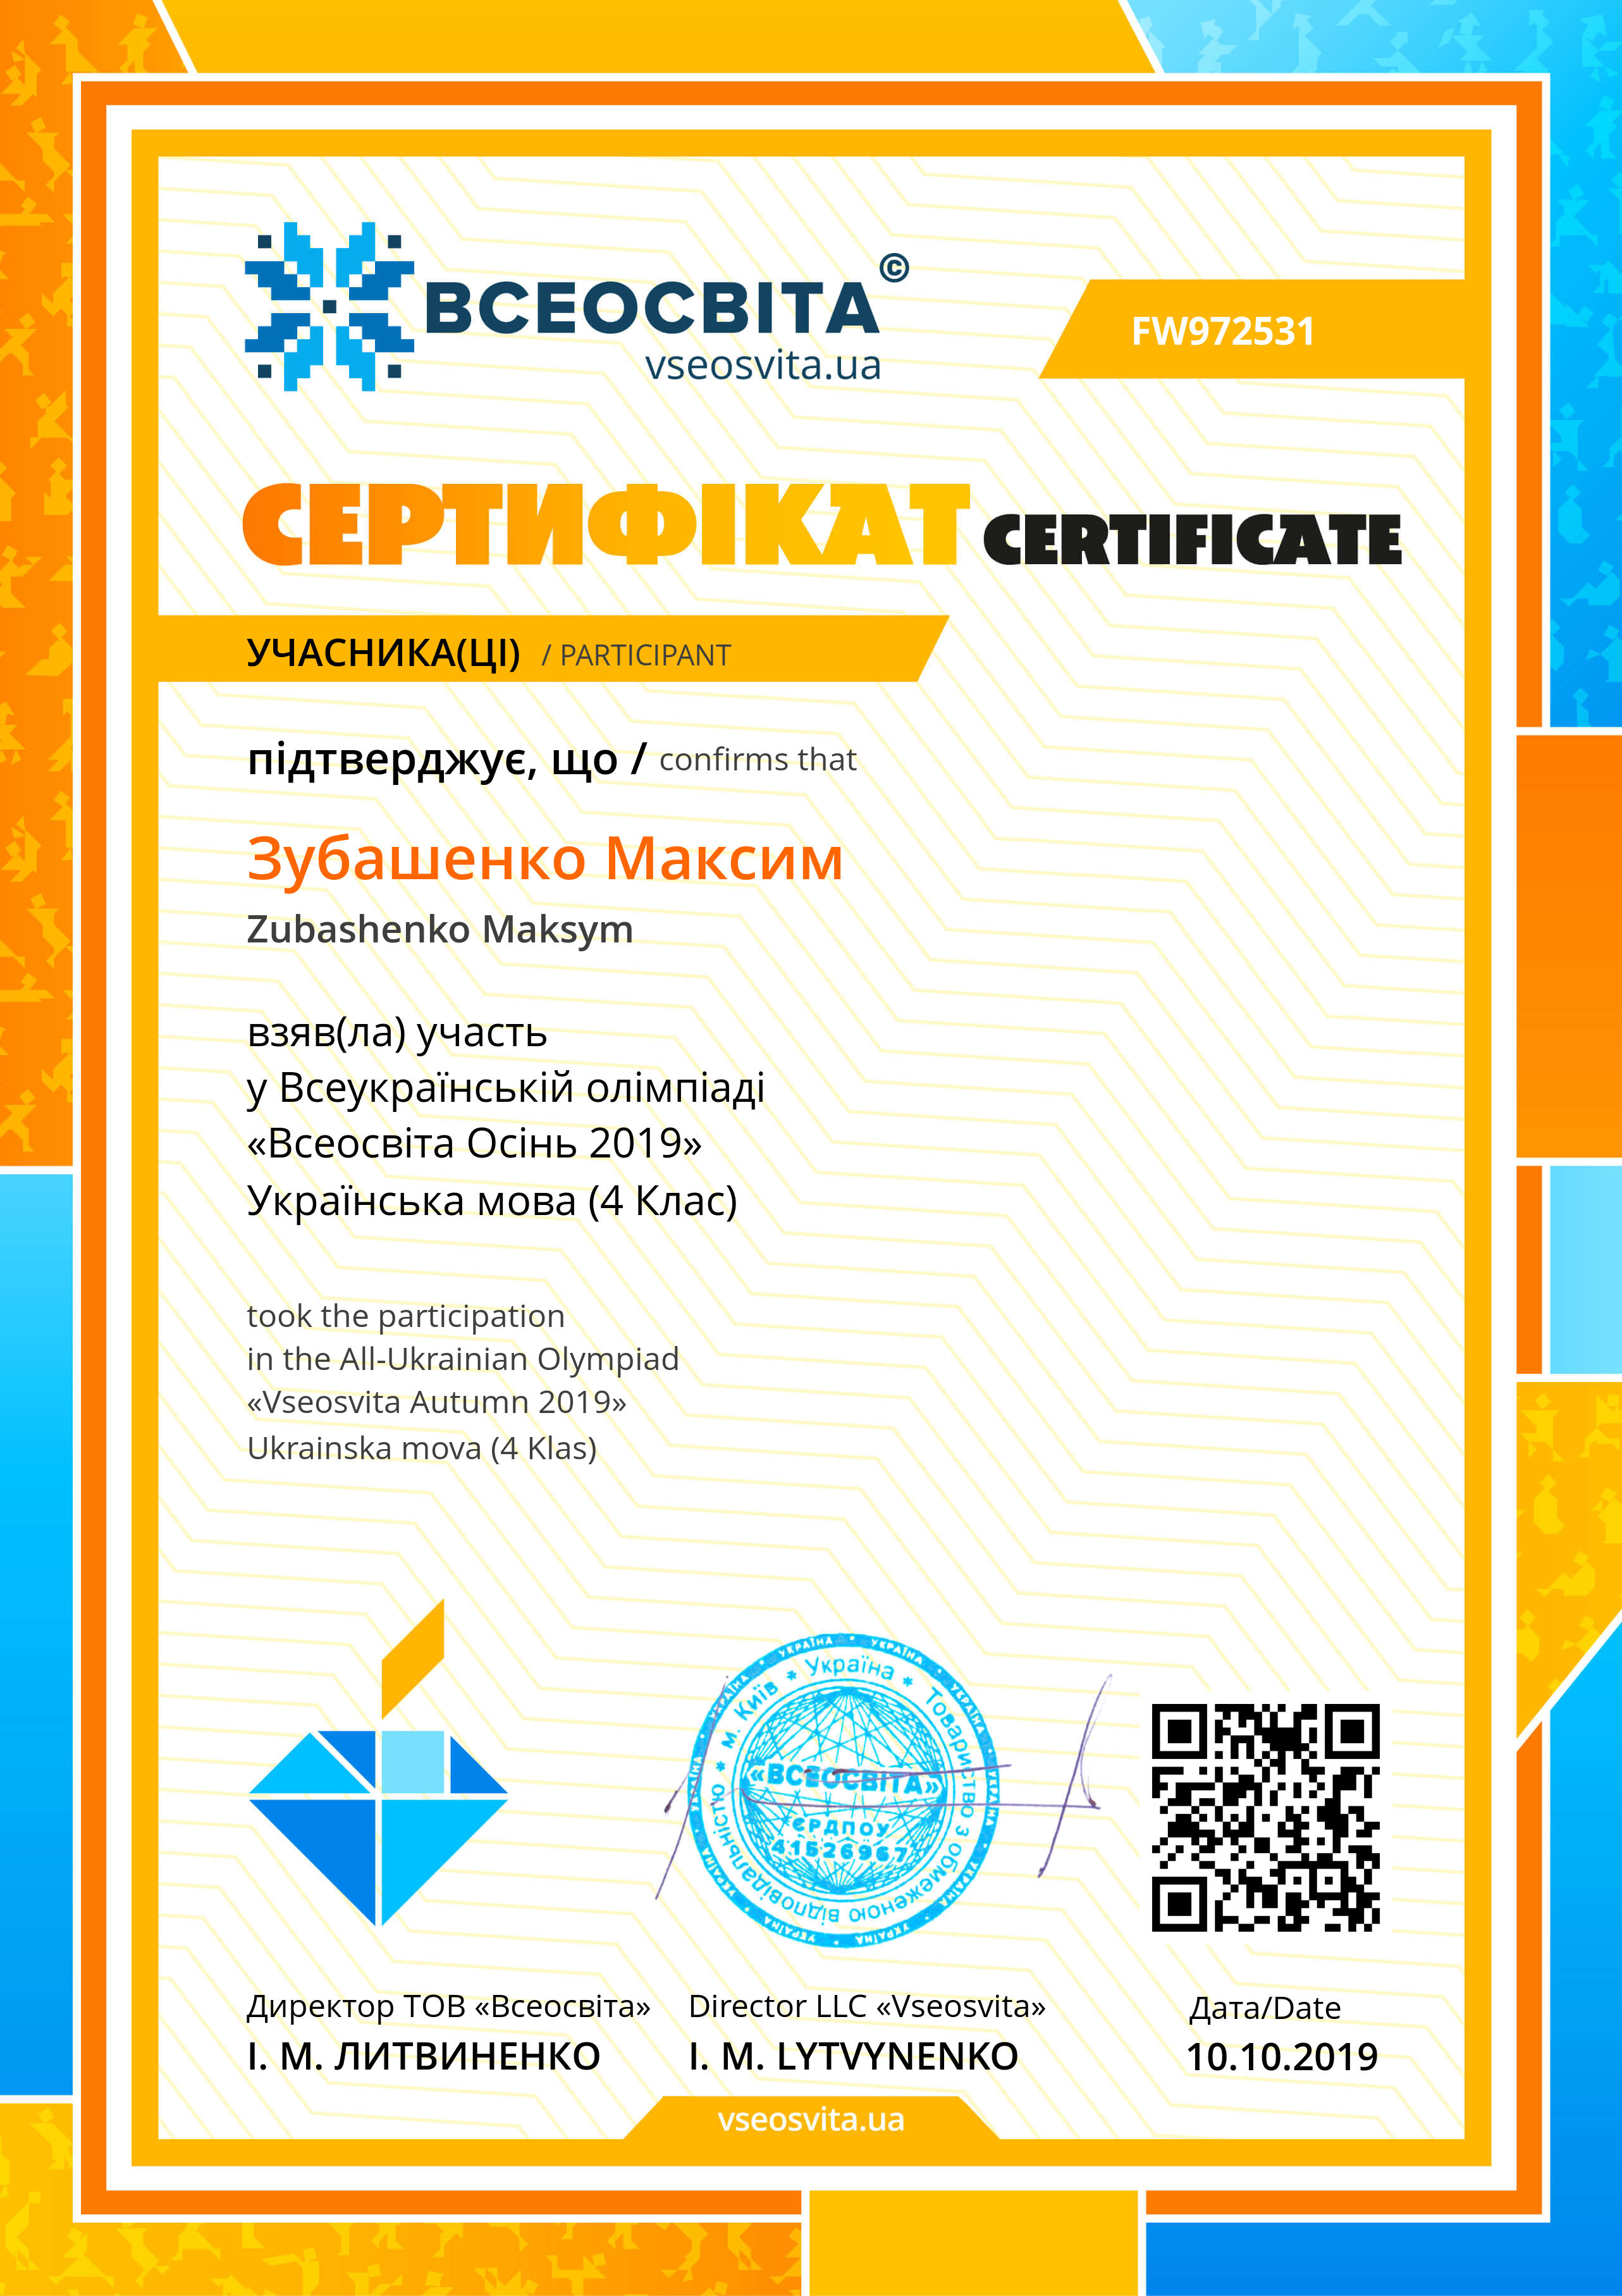 ВСЕОСВІТА©
vseosvita.ua
FW972531
СЕРТИФІКАТ CERTIFICATE
УЧАСНИКА(ЦІ) / PARTICIPANT
підтверджує, що / confirms that
Зубашенко Максим
Zubashenko Maksym
взяв(ла) участь
у Всеукраїнській олімпіаді
«Всеосвіта Осінь 2019»
Українська мова (4 Клас)
took the participation
in the All-Ukrainian Olympiad
«Vseosvita Autumn 2019»
Ukrainska mova (4 Klas)
* м. Київ * Україна * Товариство з обмеженою відповідальністю
«ВСЕОСВІТА»
ЄРДПОУ
41526967
Директор ТОВ «Всеосвіта»
І. М. ЛИТВИНЕНКО
Director LLC «Vseosvita»
I. M. LYTVYNENKO
Дата/Date
10.10.2019
vseosvita.ua